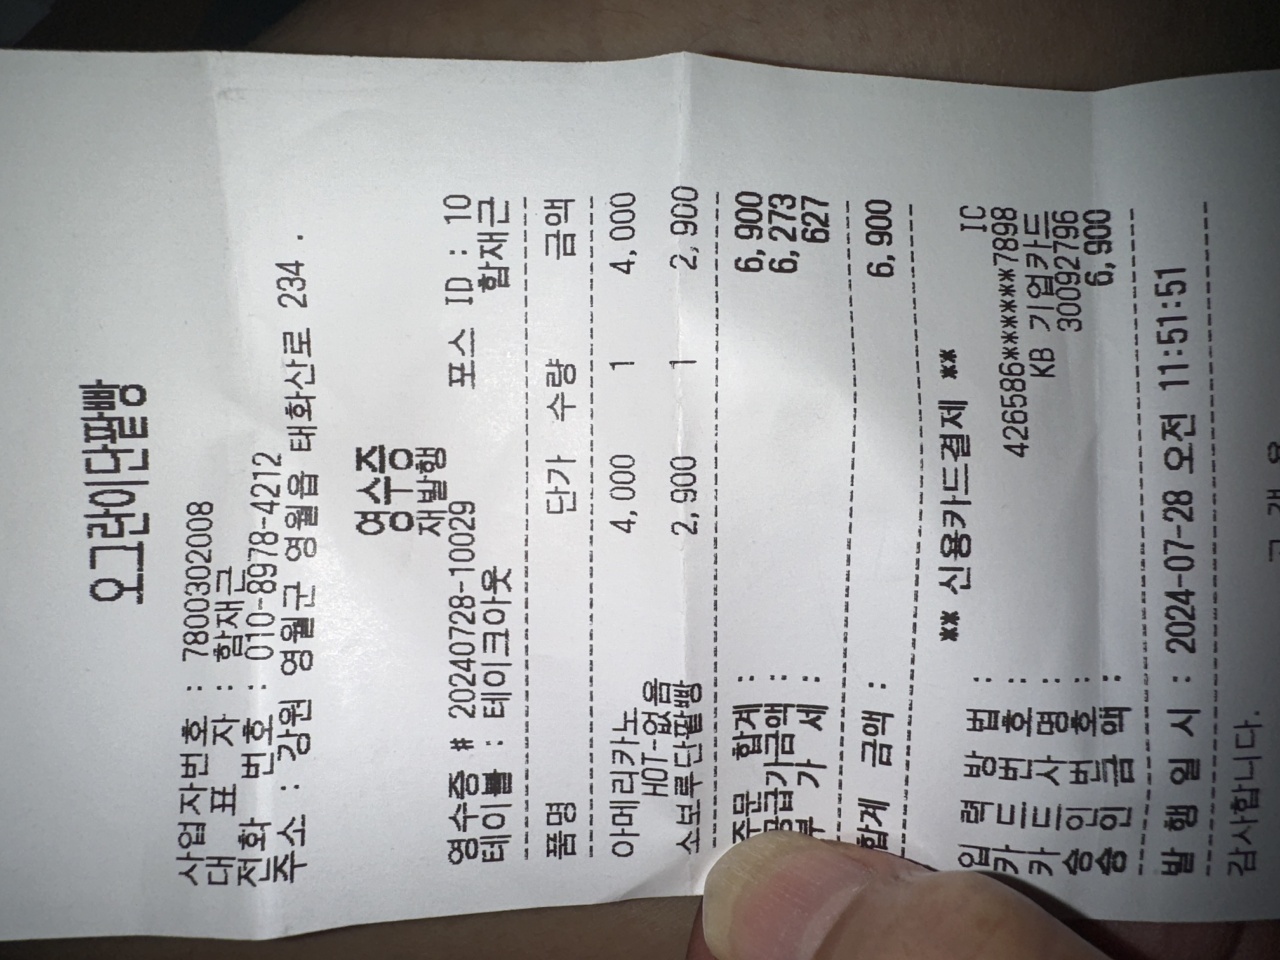 오그란이단팥빵
사업자번호 : 7800302008
대 표 자 : 함재근
전화 번호 : 010-8978-4212
주소 : 강원 영월군 영월읍 태화산로 234 .
영수증
재발행
영수증 # 20240728-10029 포스 ID : 10
테이블 : 테이크아웃 함재근
품명 단가 수량 금액
아메리카노 4,000 1 4,000
HOT-없음
소보루단팥빵 2,900 1 2,900
주문 합계 : 6,900
공급가금액 : 6,273
부 가 세 : 627
합계 금액 : 6,900
** 신용카드결제 **
입 력 방 법 : IC
카 드 번 호 : 426586******7898
카 드 사 명 : KB 기업카드
승 인 번 호 : 30092796
승 인 금 액 : 6,900
발 행 일 시 : 2024-07-28 오전 11:51:51
감사합니다.